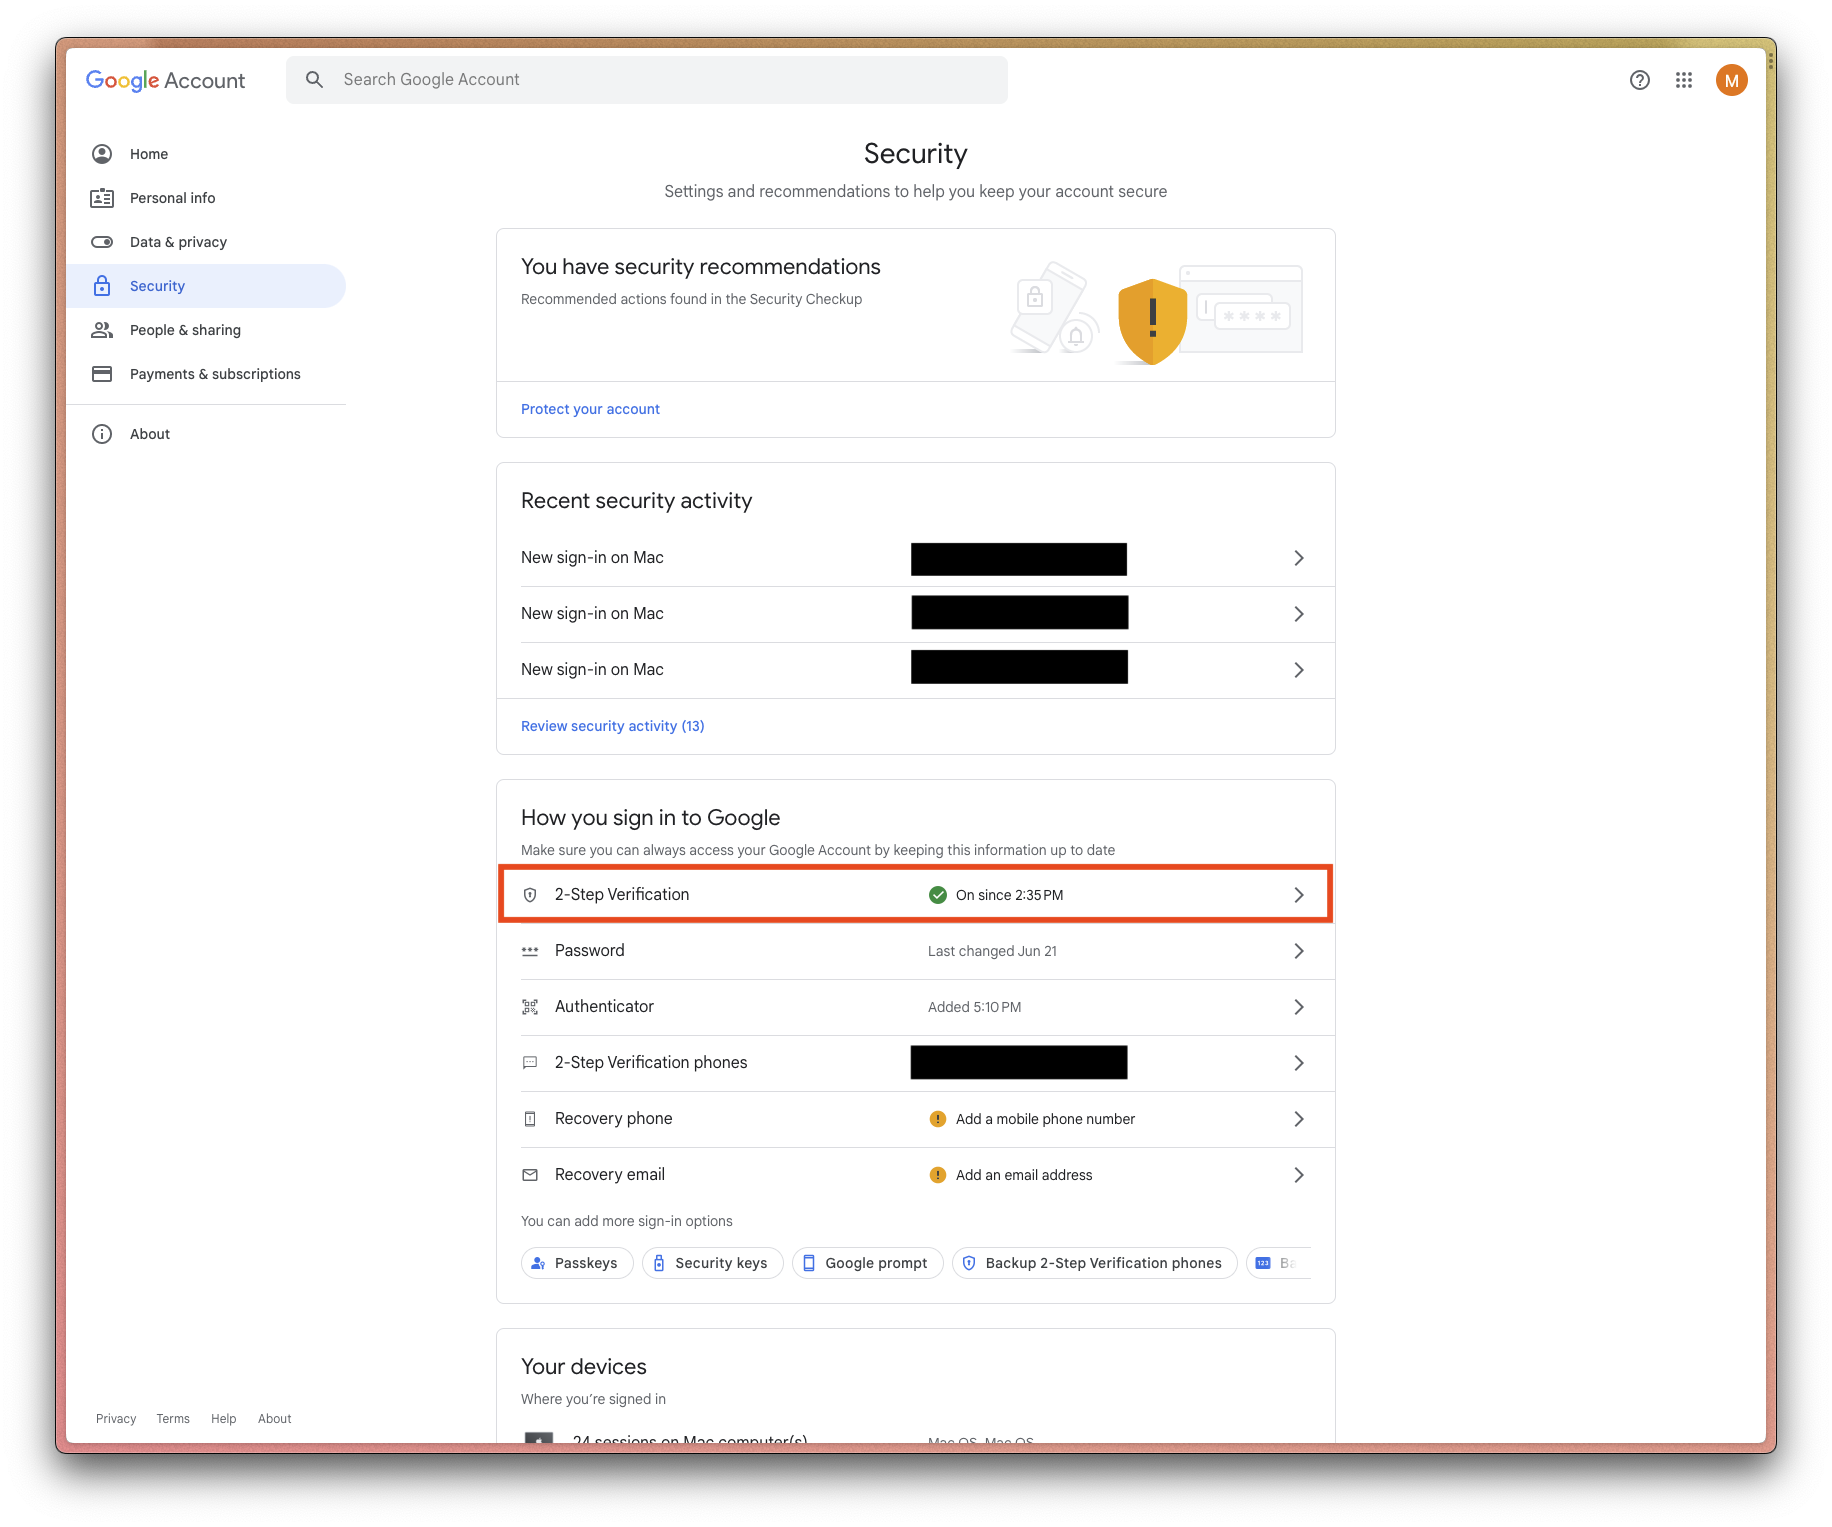 Google Account
Search Google Account
M
Home
Personal info
Data & privacy
Security
People & sharing
Payments & subscriptions
About
Security
Settings and recommendations to help you keep your account secure
You have security recommendations
Recommended actions found in the Security Checkup
Protect your account
Recent security activity
New sign-in on Mac
New sign-in on Mac
New sign-in on Mac
Review security activity (13)
How you sign in to Google
Make sure you can always access your Google Account by keeping this information up to date
2-Step Verification On since 2:35 PM
Password Last changed Jun 21
Authenticator Added 5:10 PM
2-Step Verification phones
Recovery phone Add a mobile phone number
Recovery email Add an email address
You can add more sign-in options
Passkeys Security keys Google prompt Backup 2-Step Verification phones 123
Your devices
Where you're signed in
24 sessions on Mac computer(s) Mac OS, Mac OS
Privacy Terms Help About